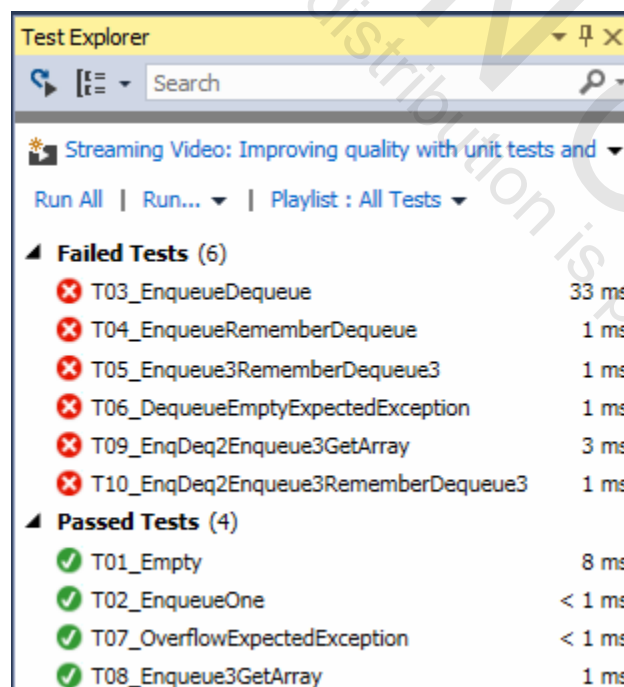 Test Explorer
Search
Streaming Video: Improving quality with unit tests and
Run All | Run... | Playlist : All Tests
Failed Tests (6)
T03_EnqueueDequeue 33 ms
T04_EnqueueRememberDequeue 1 ms
T05_Enqueue3RememberDequeue3 1 ms
T06_DequeueEmptyExpectedException 1 ms
T09_EnqDeq2Enqueue3GetArray 3 ms
T10_EnqDeq2Enqueue3RememberDequeue3 1 ms
Passed Tests (4)
T01_Empty 8 ms
T02_EnqueueOne < 1 ms
T07_OverflowExpectedException < 1 ms
T08_Enqueue3GetArray 1 ms
distribution is